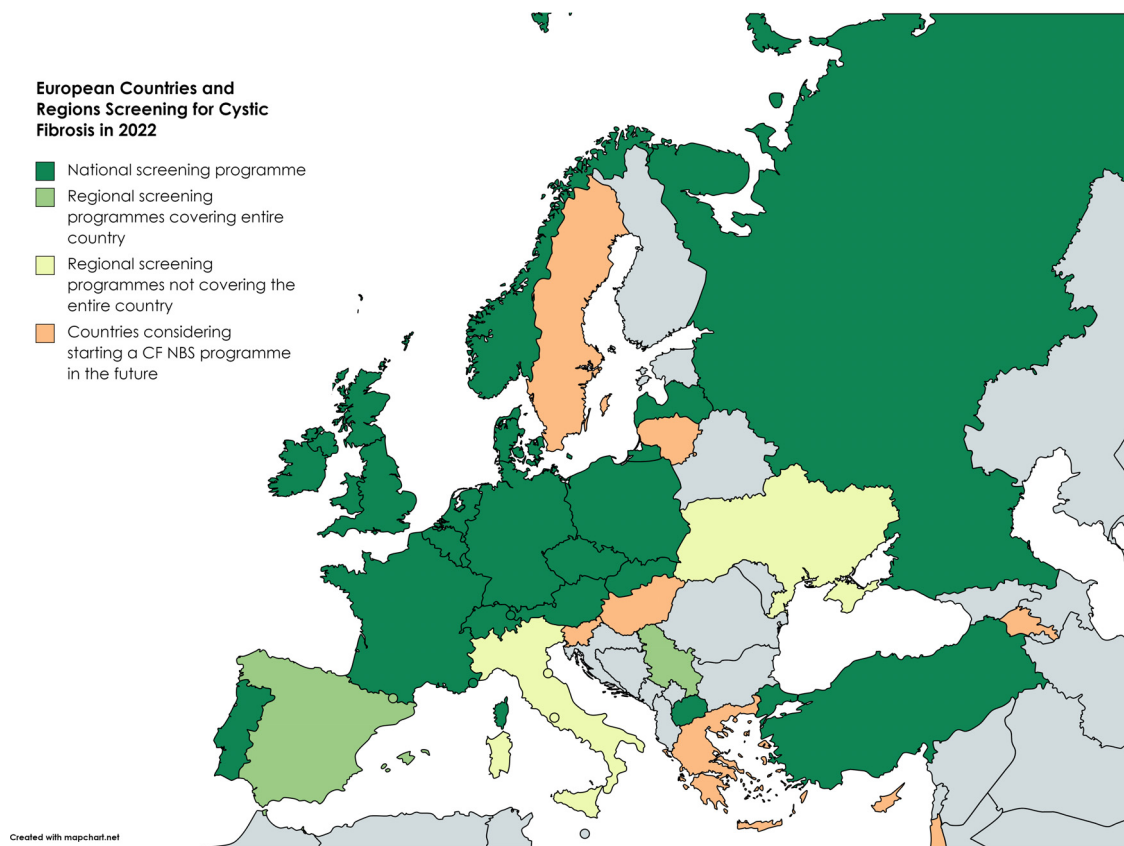 European Countries and
Regions Screening for Cystic
Fibrosis in 2022
National screening programme
Regional screening
programmes covering entire
country
Regional screening
programmes not covering the
entire country
Countries considering
starting a CF NBS programme
in the future
Created with mapchart.net